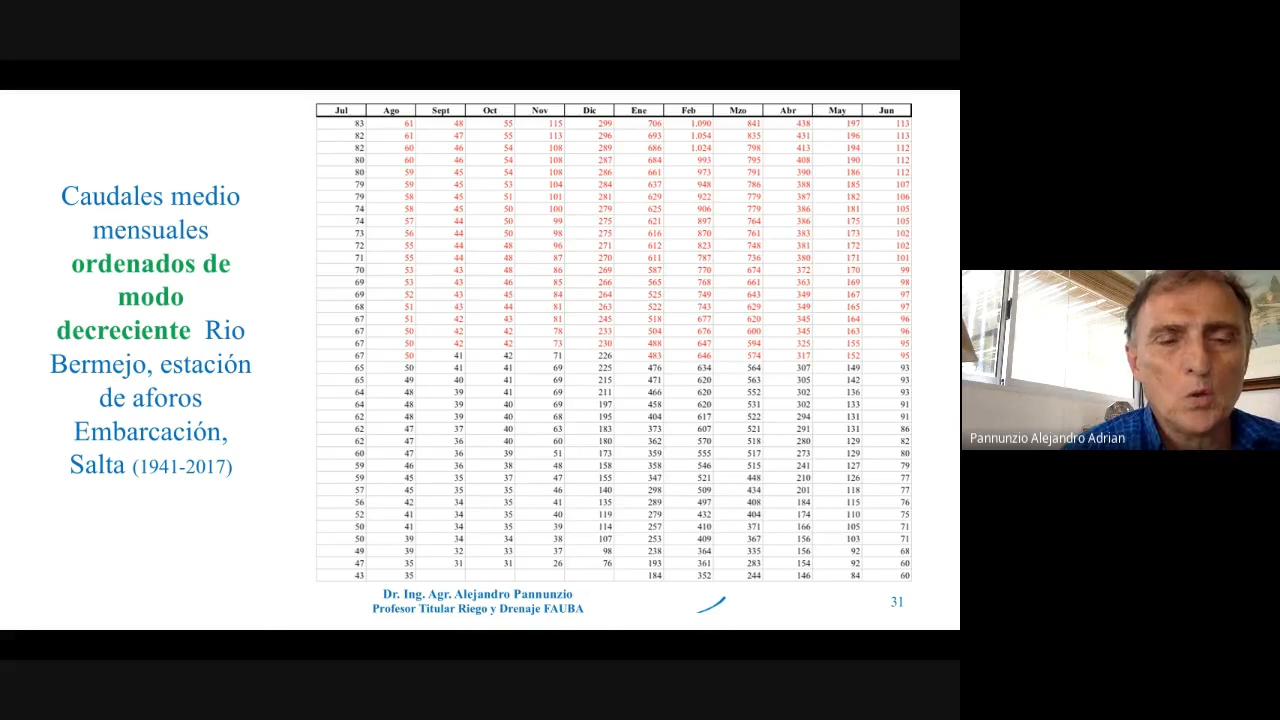 Caudales medio
mensuales
ordenados de
modo
decreciente Rio
Bermejo, estación
de aforos
Embarcación,
Salta (1941-2017)
Jul Ago Sept Oct Nov Dic Ene Feb Mzo Abr May Jun
83 61 48 55 115 299 706 1.090 841 438 197 113
82 61 47 55 113 296 693 1.054 835 431 196 113
82 60 46 54 108 289 686 1.024 798 413 194 112
80 60 46 54 108 287 684 993 795 408 190 112
80 59 45 54 108 286 661 973 791 390 186 112
79 59 45 53 104 284 637 948 786 388 185 107
79 58 45 51 101 281 629 922 779 387 182 106
74 58 45 50 100 279 625 906 779 386 181 105
74 57 44 50 99 275 621 897 764 386 175 105
73 56 44 50 98 275 616 870 761 383 173 102
72 55 44 48 96 271 612 823 748 381 172 102
71 55 44 48 87 270 611 787 736 380 171 101
70 53 43 48 86 269 587 770 674 372 170 99
69 53 43 46 85 266 565 768 661 363 169 98
69 52 43 45 84 264 525 749 643 349 167 97
68 51 43 44 81 263 522 743 629 349 165 97
67 51 42 43 81 245 518 677 620 345 164 96
67 50 42 42 78 233 504 676 600 345 163 96
67 50 42 42 73 230 488 647 594 325 155 95
67 50 41 42 71 226 483 646 574 317 152 95
65 50 41 41 69 225 476 634 564 307 149 93
65 49 40 41 69 215 471 620 563 305 142 93
64 48 39 41 69 211 466 620 552 302 136 93
64 48 39 40 69 197 458 620 531 302 133 91
62 48 39 40 68 195 404 617 522 294 131 91
62 47 37 40 63 183 373 607 521 291 131 86
62 47 36 40 60 180 362 570 518 280 129 82
60 47 36 39 51 173 359 555 517 273 129 80
59 46 36 38 48 158 358 546 515 241 127 79
59 45 35 37 47 155 347 521 448 210 126 77
57 45 35 35 46 140 298 509 434 201 118 77
56 42 34 35 41 135 289 497 408 184 115 76
52 41 34 35 40 119 279 432 404 174 110 75
50 41 34 35 39 114 257 410 371 166 105 71
50 39 34 34 38 107 253 409 367 156 103 71
49 39 32 33 37 98 238 364 335 156 92 68
47 35 31 31 26 76 193 361 283 154 92 60
43 35 184 352 244 146 84 60
Dr. Ing. Agr. Alejandro Pannunzio
Profesor Titular Riego y Drenaje FAUBA
31
Pannunzio Alejandro Adrian